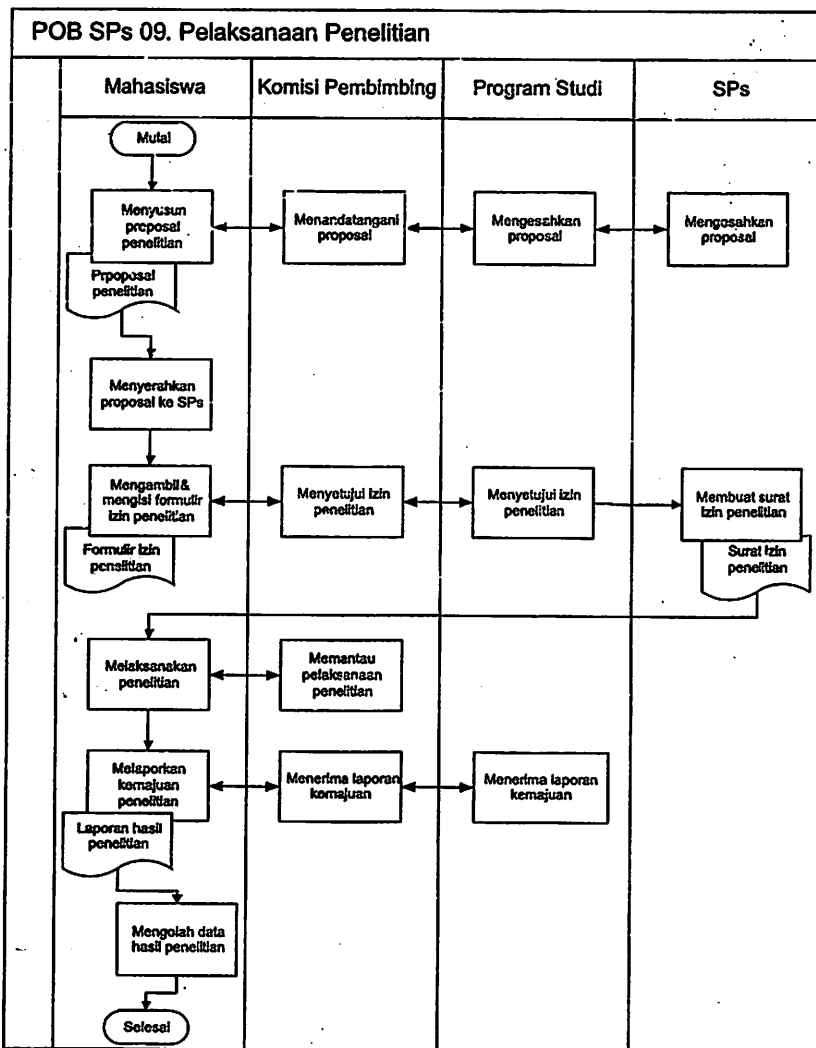 POB SPs 09. Pelaksanaan Penelitian
Mahasiswa
Komisi Pembimbing
Program Studi
SPs
Mulai
Menyusun
proposal
penelitian
Menandatangani
proposal
Mengesahkan
proposal
Mengesahkan
proposal
Prpoposal
penelitian
Menyerahkan
proposal ke SPs
Mengambil &
mengisi formulir
izin penelitian
Menyetujui izin
penelitian
Menyetujui izin
penelitian
Membuat surat
izin penelitian
Formulir izin
penelitian
Surat izin
penelitian
Melaksanakan
penelitian
Memantau
pelaksanaan
penelitian
Melaporkan
kemajuan
penelitian
Menerima laporan
kemajuan
Menerima laporan
kemajuan
Laporan hasil
penelitian
Mengolah data
hasil penelitian
Selesai